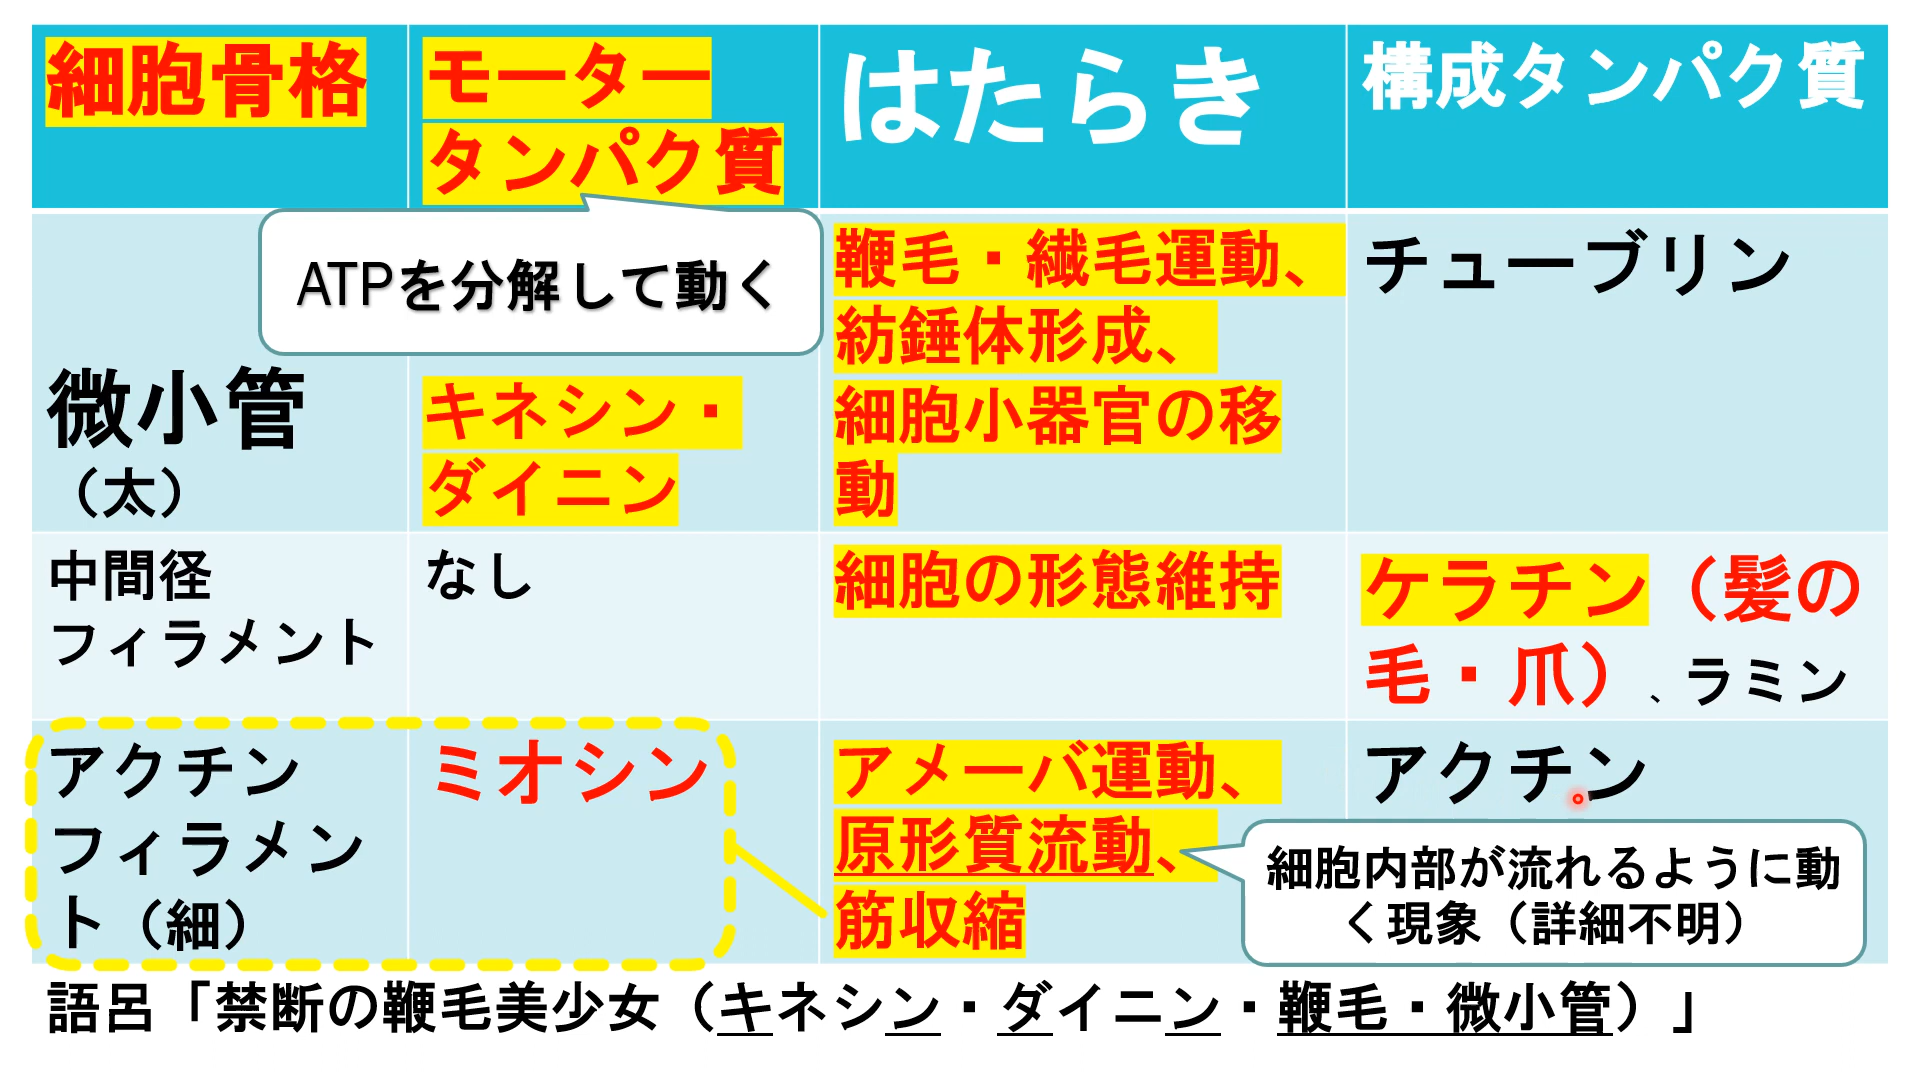 細胞骨格
モーター
タンパク質
はたらき
構成タンパク質
ATPを分解して動く
微小管
（太）
キネシン・
ダイニン
鞭毛・繊毛運動、
紡錘体形成、
細胞小器官の移
動
チューブリン
中間径
フィラメント
なし
細胞の形態維持
ケラチン（髪の
毛・爪）、ラミン
アクチン
フィラメン
ト（細）
ミオシン
アメーバ運動、
原形質流動、
筋収縮
アクチン
細胞内部が流れるように動
く現象（詳細不明）
語呂「禁断の鞭毛美少女（キネシン・ダイニン・鞭毛・微小管）」